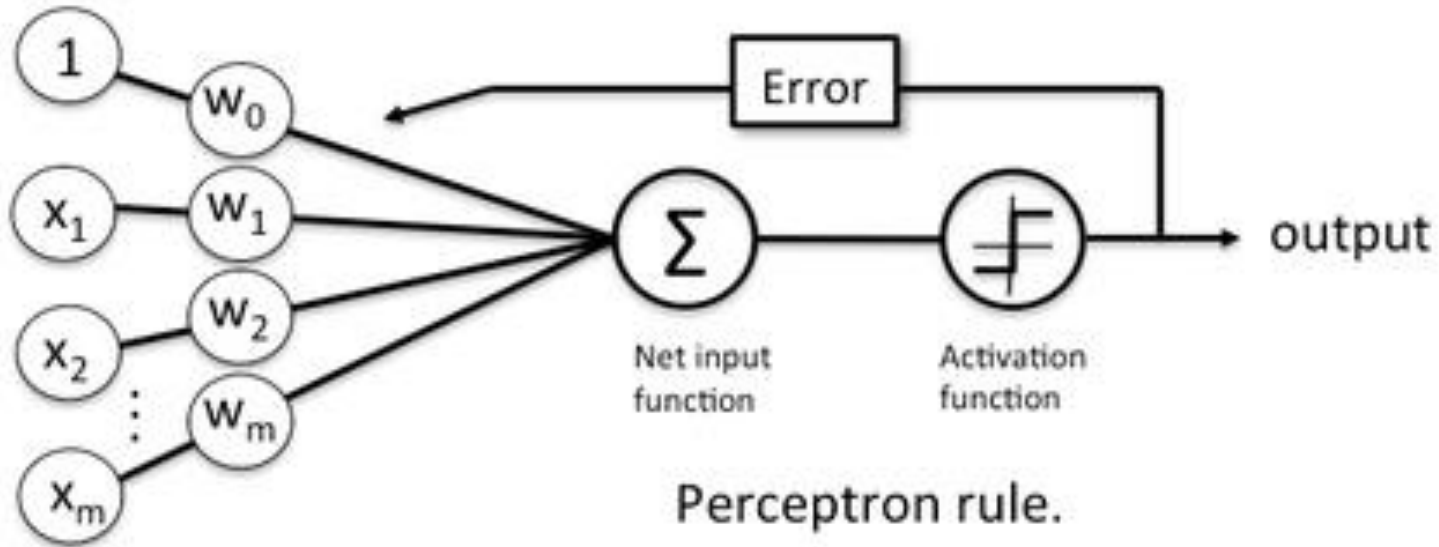 1
w₀
Error
x₁
w₁
Σ
output
x₂
w₂
Net input
function
Activation
function
⋮
wₘ
xₘ
Perceptron rule.